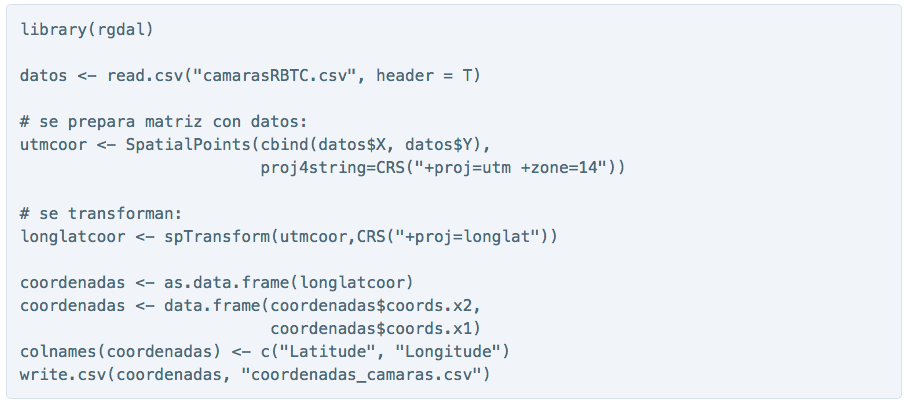 library(rgdal)
datos <- read.csv("camarasRBTC.csv", header = T)
# se prepara matriz con datos:
utmcoor <- SpatialPoints(cbind(datos$X, datos$Y),
proj4string=CRS("+proj=utm +zone=14"))
# se transforman:
longlatcoor <- spTransform(utmcoor,CRS("+proj=longlat"))
coordenadas <- as.data.frame(longlatcoor)
coordenadas <- data.frame(coordenadas$coords.x2,
coordenadas$coords.x1)
colnames(coordenadas) <- c("Latitude", "Longitude")
write.csv(coordenadas, "coordenadas_camaras.csv")